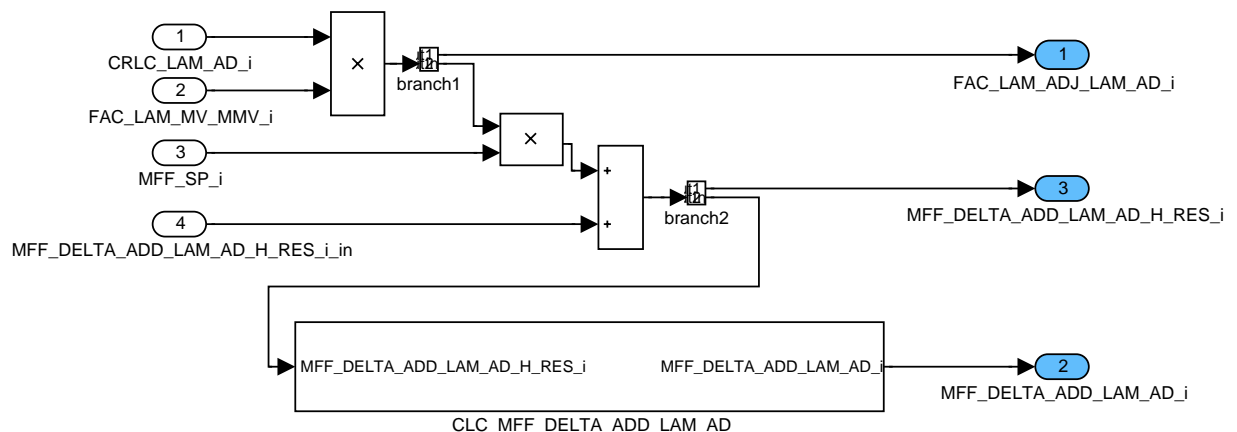 1
CRLC_LAM_AD_i
2
FAC_LAM_MV_MMV_i
3
MFF_SP_i
4
MFF_DELTA_ADD_LAM_AD_H_RES_i_in
×
branch1
×
+
+
branch2
1
FAC_LAM_ADJ_LAM_AD_i
3
MFF_DELTA_ADD_LAM_AD_H_RES_i
MFF_DELTA_ADD_LAM_AD_H_RES_i
MFF_DELTA_ADD_LAM_AD_i
CLC_MFF_DELTA_ADD_LAM_AD
2
MFF_DELTA_ADD_LAM_AD_i